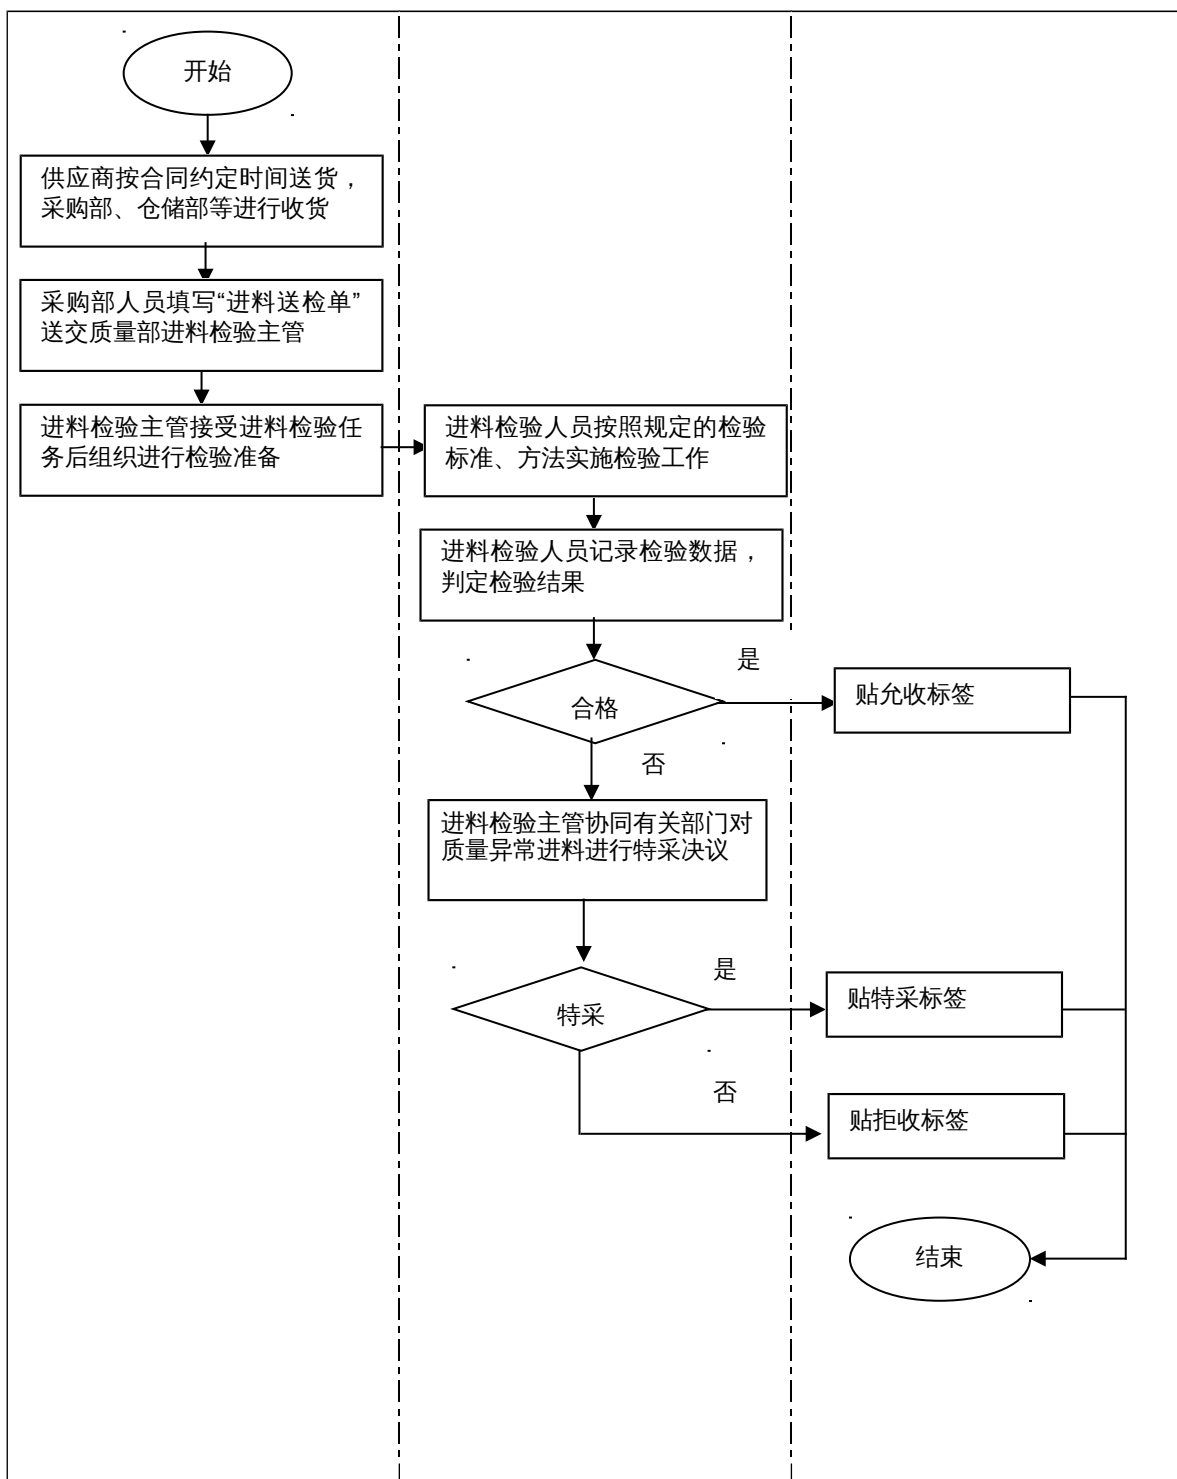 开始
供应商按合同约定时间送货，
采购部、仓储部等进行收货
采购部人员填写“进料送检单”
送交质量部进料检验主管
进料检验主管接受进料检验任
务后组织进行检验准备
进料检验人员按照规定的检验
标准、方法实施检验工作
进料检验人员记录检验数据，
判定检验结果
合格
是
贴允收标签
否
进料检验主管协同有关部门对
质量异常进料进行特采决议
特采
是
贴特采标签
否
贴拒收标签
结束